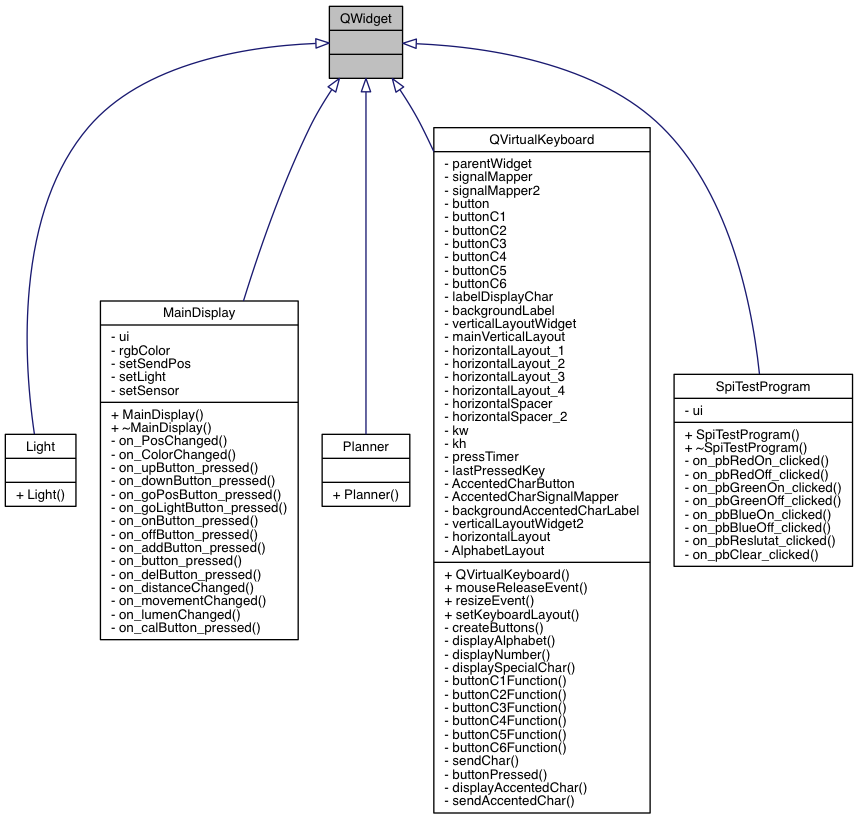 QWidget
QVirtualKeyboard
- parentWidget
- signalMapper
- signalMapper2
- button
- buttonC1
- buttonC2
- buttonC3
- buttonC4
- buttonC5
- buttonC6
- labelDisplayChar
- backgroundLabel
- verticalLayoutWidget
- mainVerticalLayout
- horizontalLayout_1
- horizontalLayout_2
- horizontalLayout_3
- horizontalLayout_4
- horizontalSpacer
- horizontalSpacer_2
- kw
- kh
- pressTimer
- lastPressedKey
- AccentedCharButton
- AccentedCharSignalMapper
- backgroundAccentedCharLabel
- verticalLayoutWidget2
- horizontalLayout
- AlphabetLayout
+ QVirtualKeyboard()
+ mouseReleaseEvent()
+ resizeEvent()
+ setKeyboardLayout()
- createButtons()
- displayAlphabet()
- displayNumber()
- displaySpecialChar()
- buttonC1Function()
- buttonC2Function()
- buttonC3Function()
- buttonC4Function()
- buttonC5Function()
- buttonC6Function()
- sendChar()
- buttonPressed()
- displayAccentedChar()
- sendAccentedChar()
MainDisplay
- ui
- rgbColor
- setSendPos
- setLight
- setSensor
+ MainDisplay()
+ ~MainDisplay()
- on_PosChanged()
- on_ColorChanged()
- on_upButton_pressed()
- on_downButton_pressed()
- on_goPosButton_pressed()
- on_goLightButton_pressed()
- on_onButton_pressed()
- on_offButton_pressed()
- on_addButton_pressed()
- on_button_pressed()
- on_delButton_pressed()
- on_distanceChanged()
- on_movementChanged()
- on_lumenChanged()
- on_calButton_pressed()
SpiTestProgram
- ui
+ SpiTestProgram()
+ ~SpiTestProgram()
- on_pbRedOn_clicked()
- on_pbRedOff_clicked()
- on_pbGreenOn_clicked()
- on_pbGreenOff_clicked()
- on_pbBlueOn_clicked()
- on_pbBlueOff_clicked()
- on_pbReslutat_clicked()
- on_pbClear_clicked()
Light
+ Light()
Planner
+ Planner()